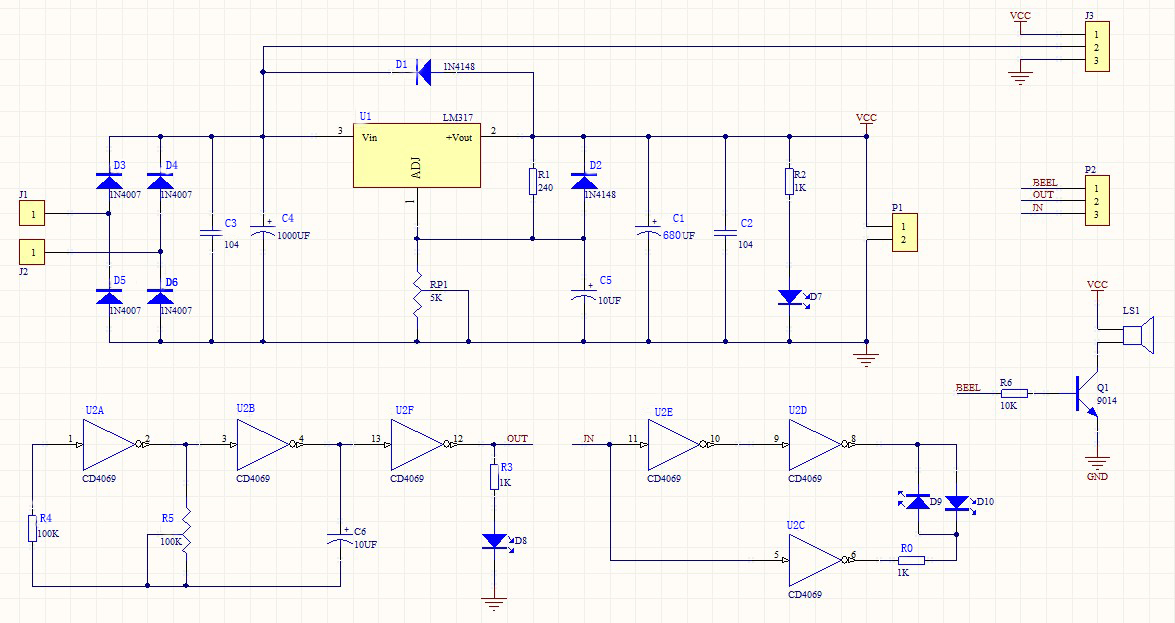 VCC
J3
1
2
3
D1
1N4148
U1
LM317
3
Vin
+Vout
2
ADJ
1
VCC
D3
1N4007
D4
1N4007
J1
1
1
J2
D5
1N4007
D6
1N4007
C3
104
C4
+
1000UF
R1
240
D2
1N4148
C1
+
680UF
C2
104
R2
1K
P1
1
2
RP1
5K
C5
+
10UF
D7
P2
BEEL
1
OUT
2
JN
3
VCC
LS1
BEEL
R6
10K
Q1
9014
GND
U2A
1
2
CD4069
U2B
3
4
CD4069
U2F
13
12
CD4069
OUT
R3
1K
D8
R4
100K
R5
100K
C6
+
10UF
JN
U2E
11
10
CD4069
U2D
9
8
CD4069
D9
D10
U2C
5
6
CD4069
R0
1K